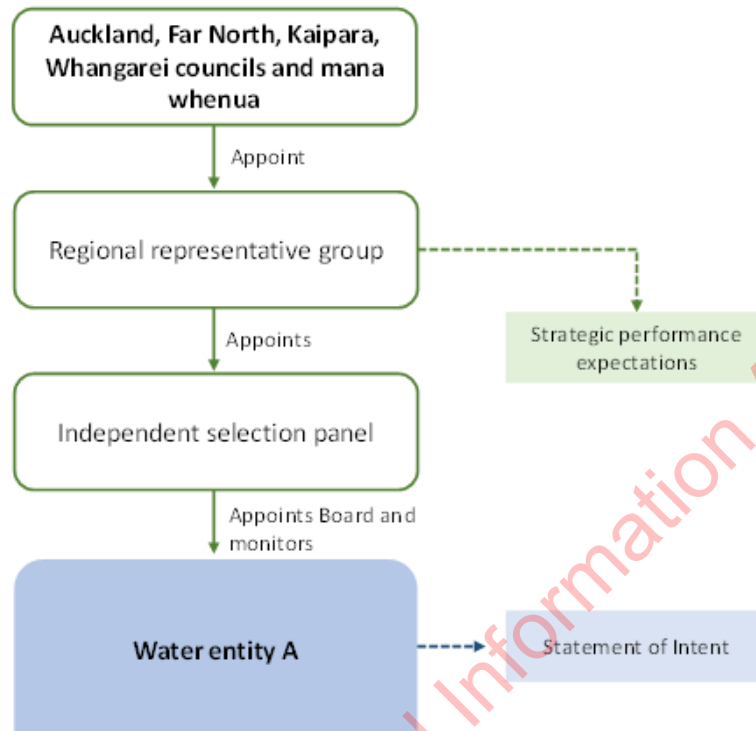 Auckland, Far North, Kaipara,
Whangarei councils and mana
whenua
Appoint
Regional representative group
Strategic performance
expectations
Appoints
Independent selection panel
Appoints Board and
monitors
Water entity A
Statement of Intent
Information